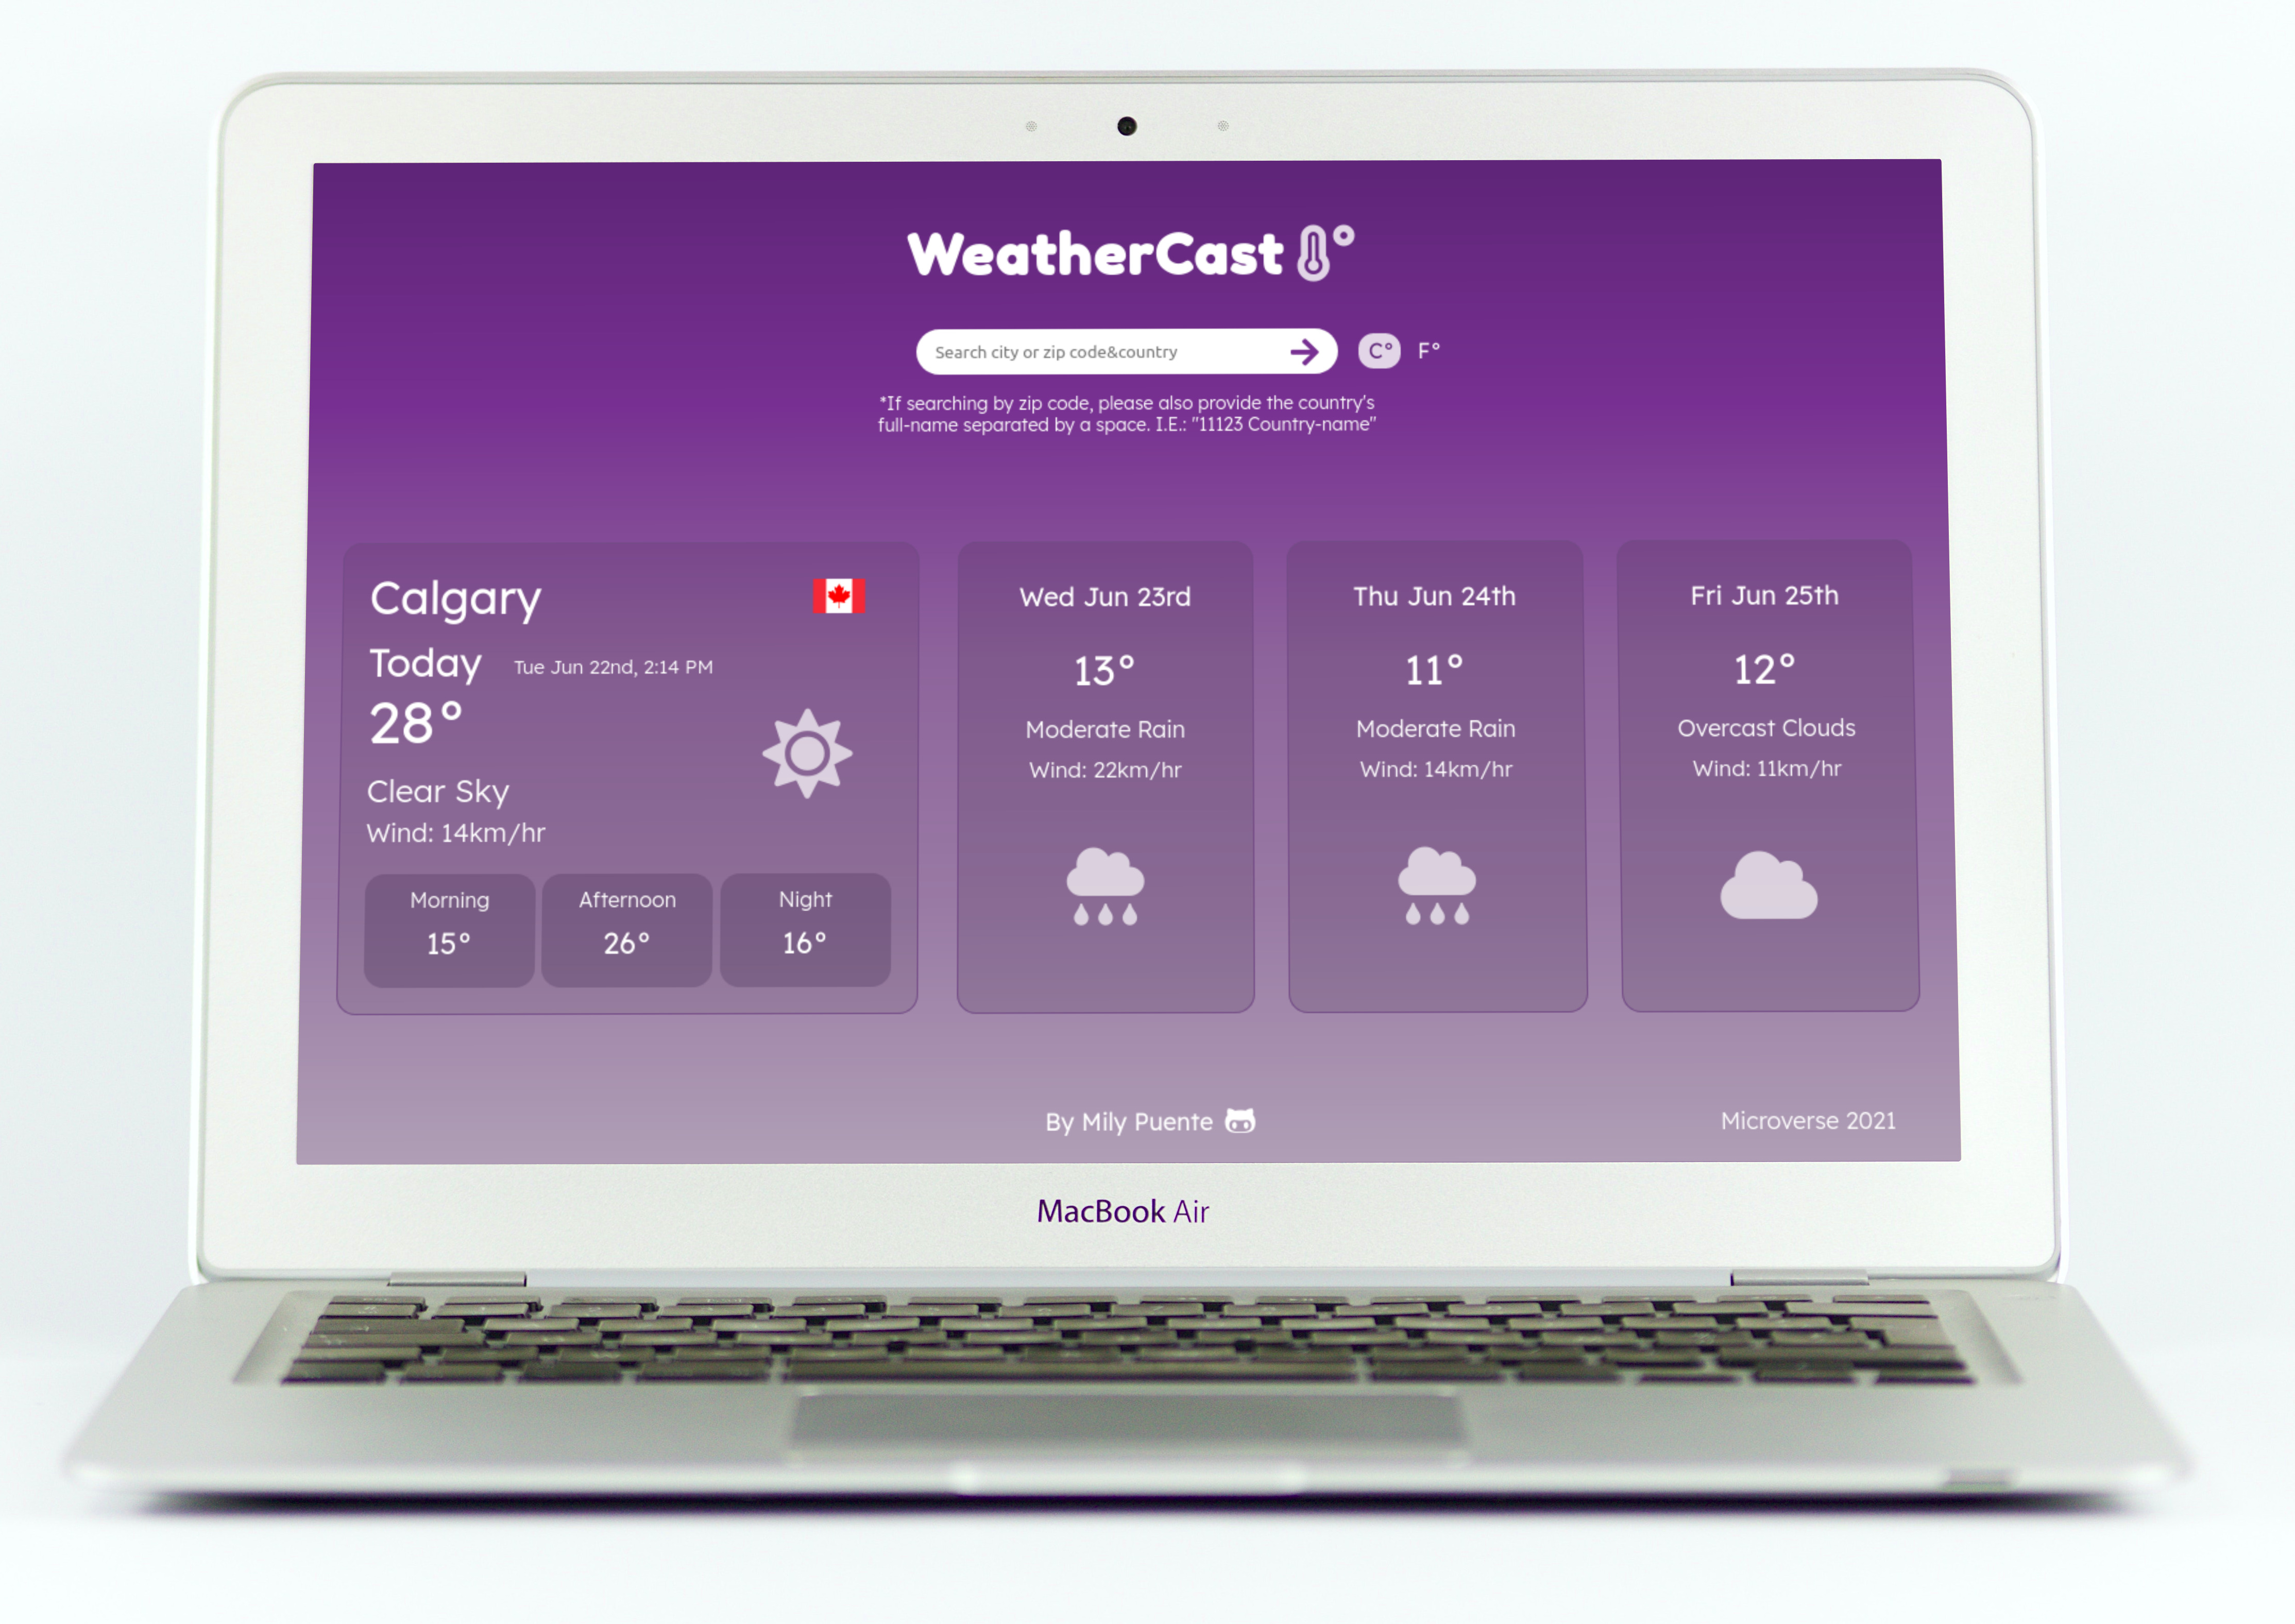 WeatherCast
Search city or zip code&country
C° F°
*If searching by zip code, please also provide the country's
full-name separated by a space. I.E.: "11123 Country-name"
Calgary
Today Tue Jun 22nd, 2:14 PM
28°
Clear Sky
Wind: 14km/hr
Morning
15°
Afternoon
26°
Night
16°
Wed Jun 23rd
13°
Moderate Rain
Wind: 22km/hr
Thu Jun 24th
11°
Moderate Rain
Wind: 14km/hr
Fri Jun 25th
12°
Overcast Clouds
Wind: 11km/hr
By Mily Puente
Microverse 2021
MacBook Air